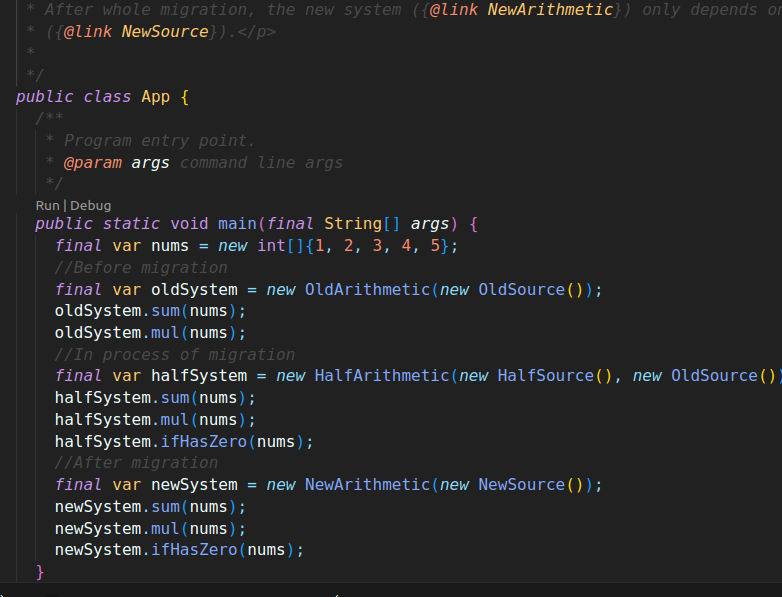 * After whole migration, the new system ({@link NewArithmetic}) only depends on
* ({@link NewSource}).</p>
*
*/
public class App {
/**
* Program entry point.
* @param args command line args
*/
Run | Debug
public static void main(final String[] args) {
final var nums = new int[]{1, 2, 3, 4, 5};
//Before migration
final var oldSystem = new OldArithmetic(new OldSource());
oldSystem.sum(nums);
oldSystem.mul(nums);
//In process of migration
final var halfSystem = new HalfArithmetic(new HalfSource(), new OldSource())
halfSystem.sum(nums);
halfSystem.mul(nums);
halfSystem.ifHasZero(nums);
//After migration
final var newSystem = new NewArithmetic(new NewSource());
newSystem.sum(nums);
newSystem.mul(nums);
newSystem.ifHasZero(nums);
}